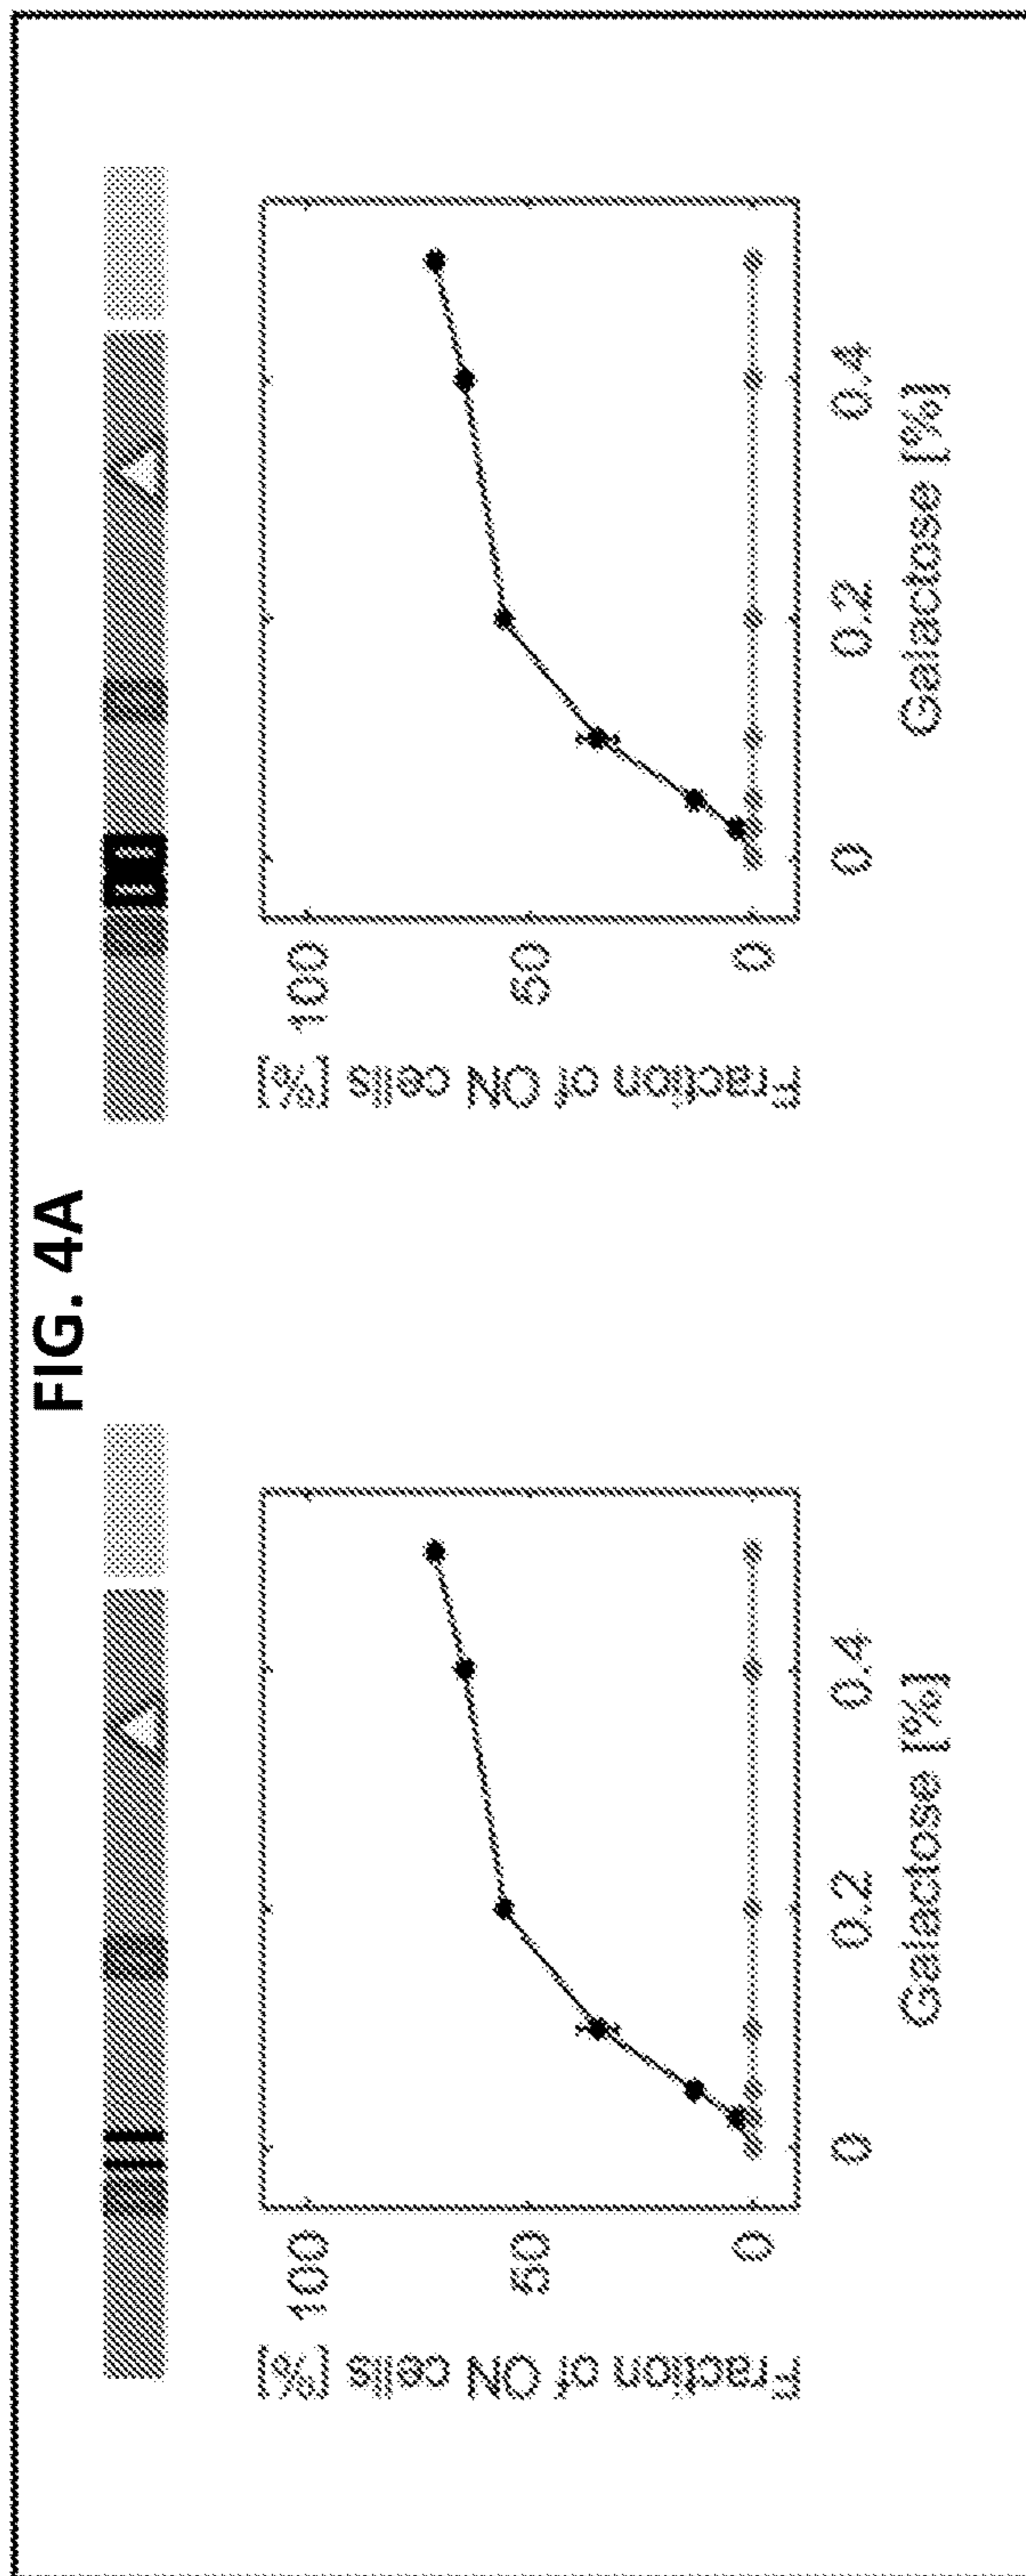 FIG. 4A
Fraction of ON cells [%]
100
50
0
0
0.2
0.4
Galactose [%]
Fraction of ON cells [%]
100
50
0
0
0.2
0.4
Galactose [%]